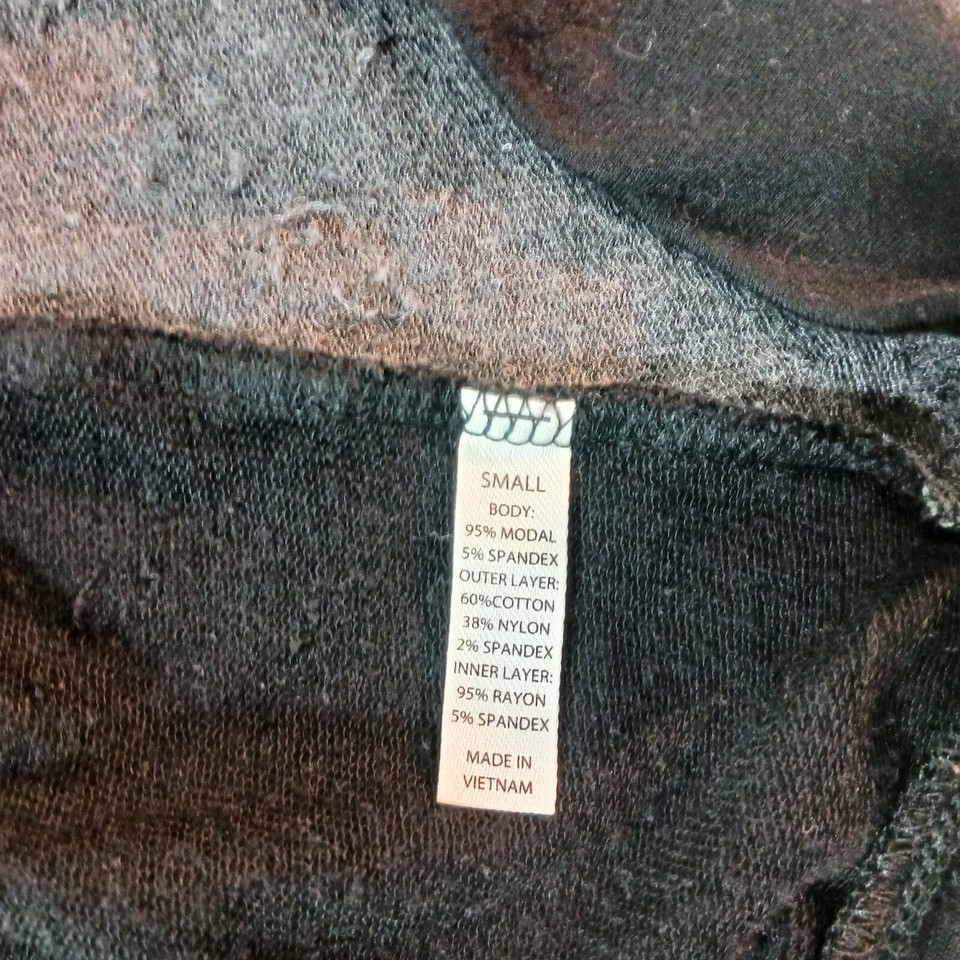 SMALL
BODY:
95% MODAL
5% SPANDEX
OUTER LAYER:
60%COTTON
38% NYLON
2% SPANDEX
INNER LAYER:
95% RAYON
5% SPANDEX
MADE IN
VIETNAM